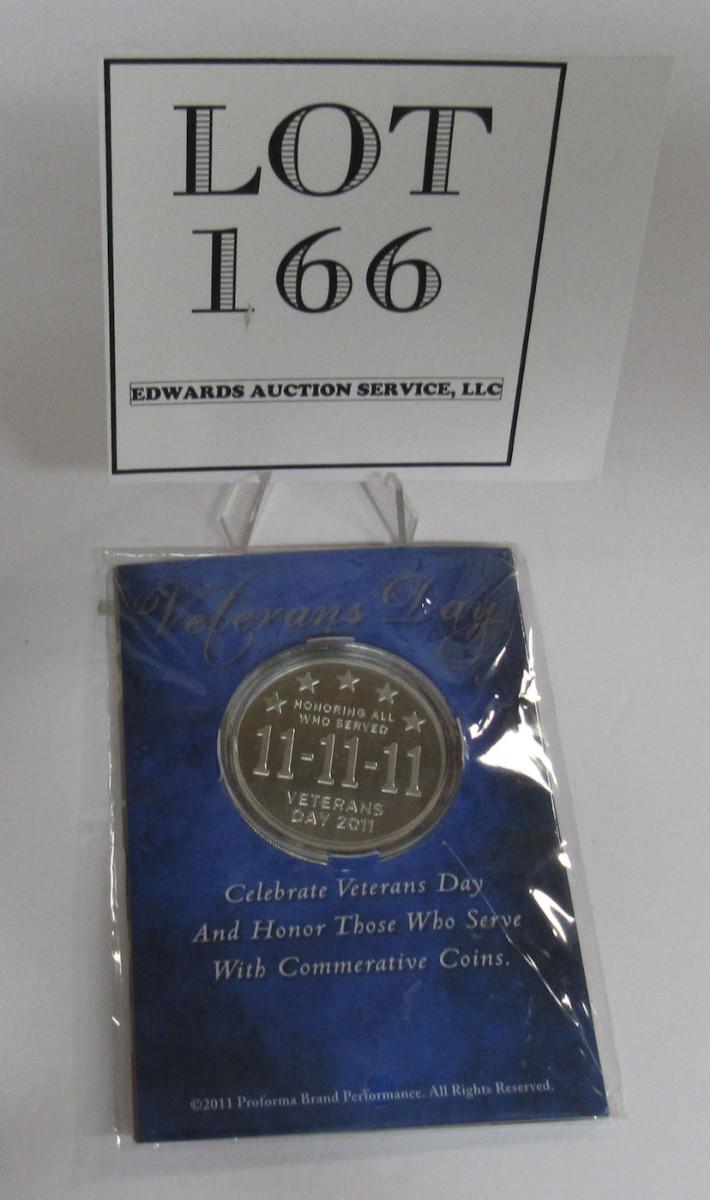 LOT
166
EDWARDS AUCTION SERVICE, LLC
Veterans Day
HONORING ALL
WHO SERVED
11-11-11
VETERANS
DAY 2011
Celebrate Veterans Day
And Honor Those Who Serve
With Commerative Coins.
©2011 Proforma Brand Performance. All Rights Reserved.